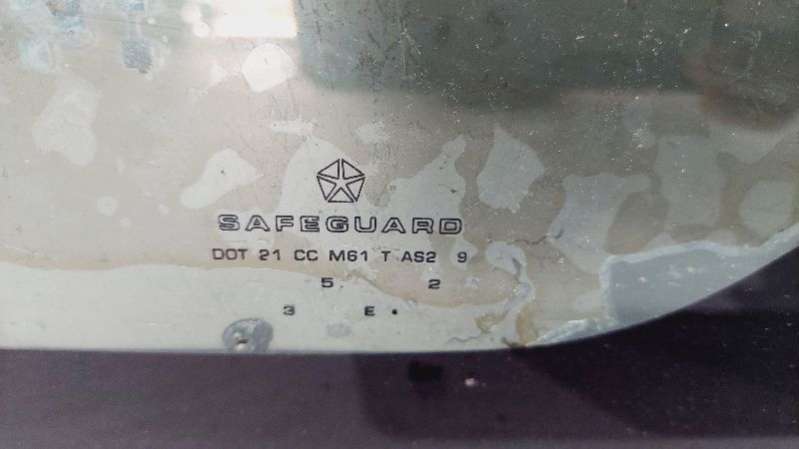 SAFEGUARD
DOT 21 CC M61 T AS2 9
5 2
3 E.